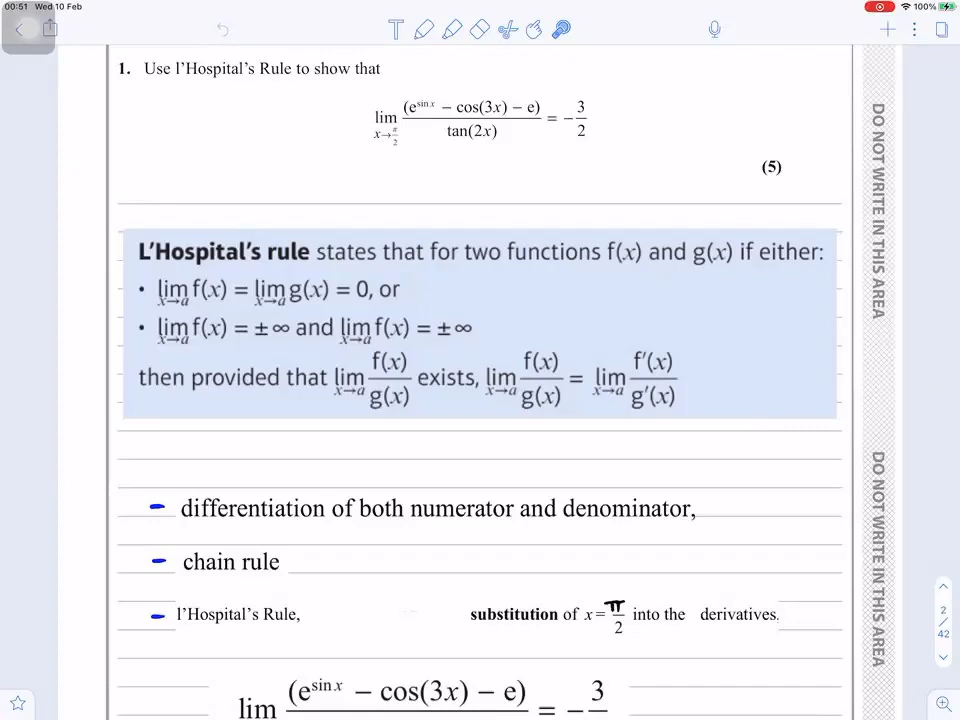 00:51 Wed 10 Feb
100%
1. Use l'Hospital's Rule to show that
lim x→π/2 (e^sin x − cos(3x) − e) / tan(2x) = − 3/2
(5)
DO NOT WRITE IN THIS AREA
L'Hospital's rule states that for two functions f(x) and g(x) if either:
• lim x→a f(x) = lim x→a g(x) = 0, or
• lim x→a f(x) = ± ∞ and lim x→a f(x) = ± ∞
then provided that lim x→a f(x)/g(x) exists, lim x→a f(x)/g(x) = lim x→a f′(x)/g′(x)
- differentiation of both numerator and denominator,
- chain rule
- l'Hospital's Rule, substitution of x = π/2 into the derivatives.
DO NOT WRITE IN THIS AREA
2 / 42
lim (e^sin x − cos(3x) − e) = − 3